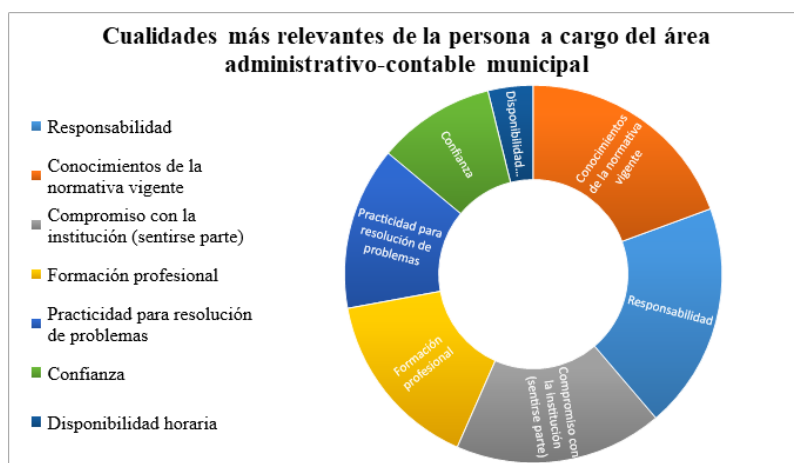 Cualidades más relevantes de la persona a cargo del área
administrativo-contable municipal
Responsabilidad
Conocimientos de la
normativa vigente
Compromiso con la
institución (sentirse parte)
Formación profesional
Practicidad para resolución
de problemas
Confianza
Disponibilidad horaria
Conocimientos
de la normativa
vigente
Responsabilidad
Compromiso con
la institución
(sentirse parte)
Formación
profesional
Practicidad para
resolución de
problemas
Confianza
Disponibilidad
...